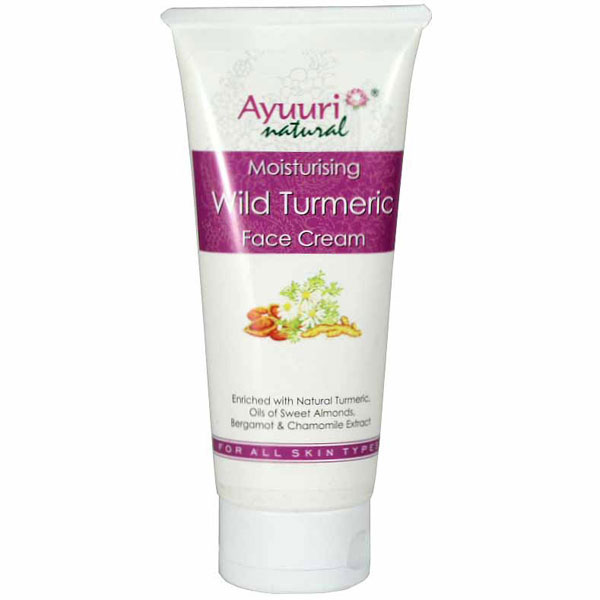 Ayuuri ®
natural
Moisturising
Wild Turmeric
Face Cream
Enriched with Natural Turmeric,
Oils of Sweet Almonds,
Bergamot & Chamomile Extract
FOR ALL SKIN TYPES